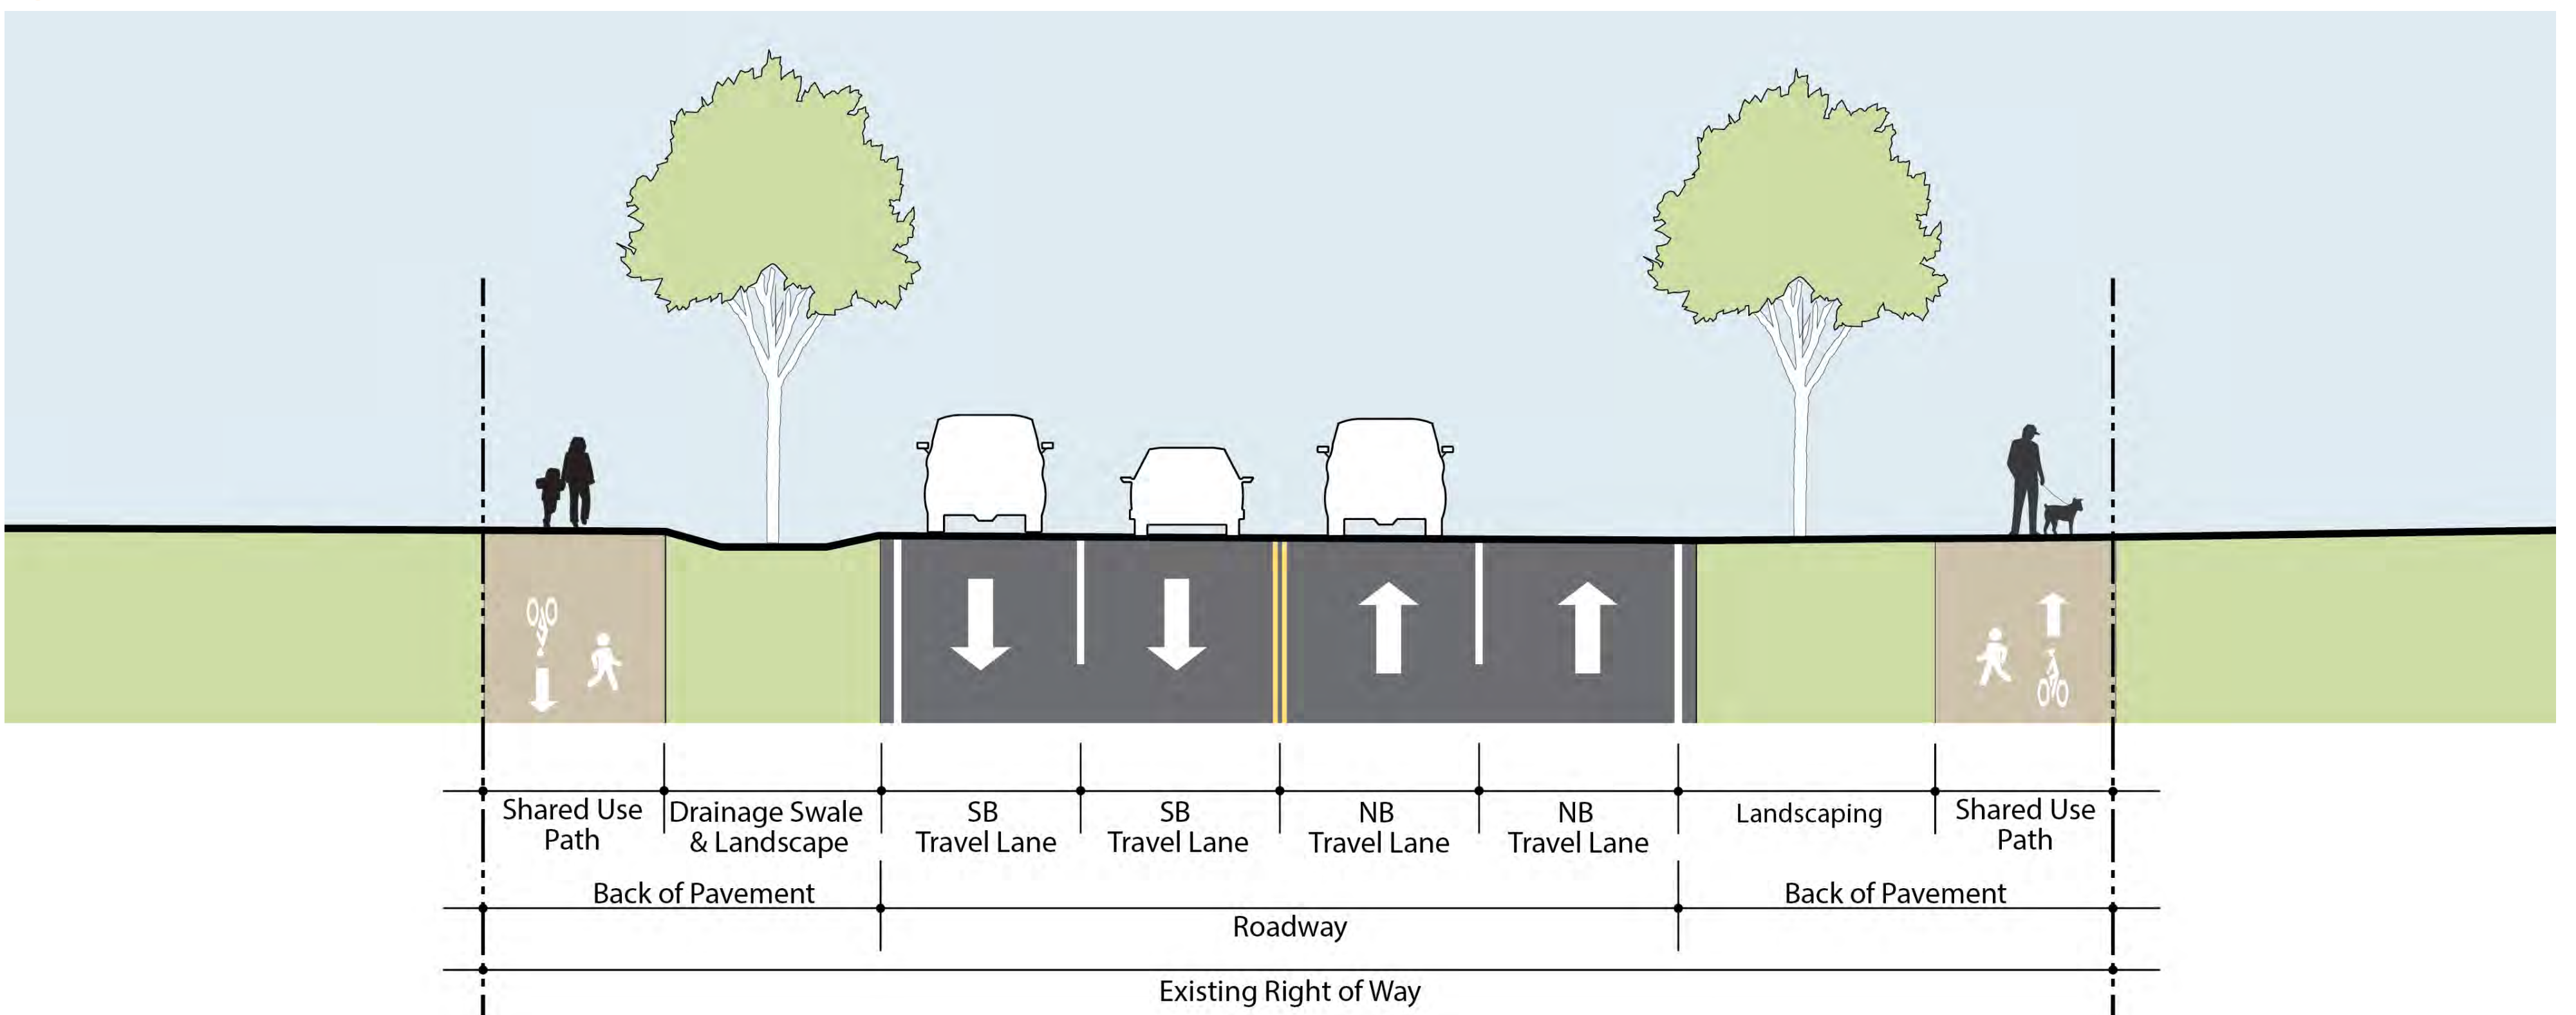 Shared Use
Path
Drainage Swale
& Landscape
SB
Travel Lane
SB
Travel Lane
NB
Travel Lane
NB
Travel Lane
Landscaping
Shared Use
Path
Back of Pavement
Roadway
Back of Pavement
Existing Right of Way